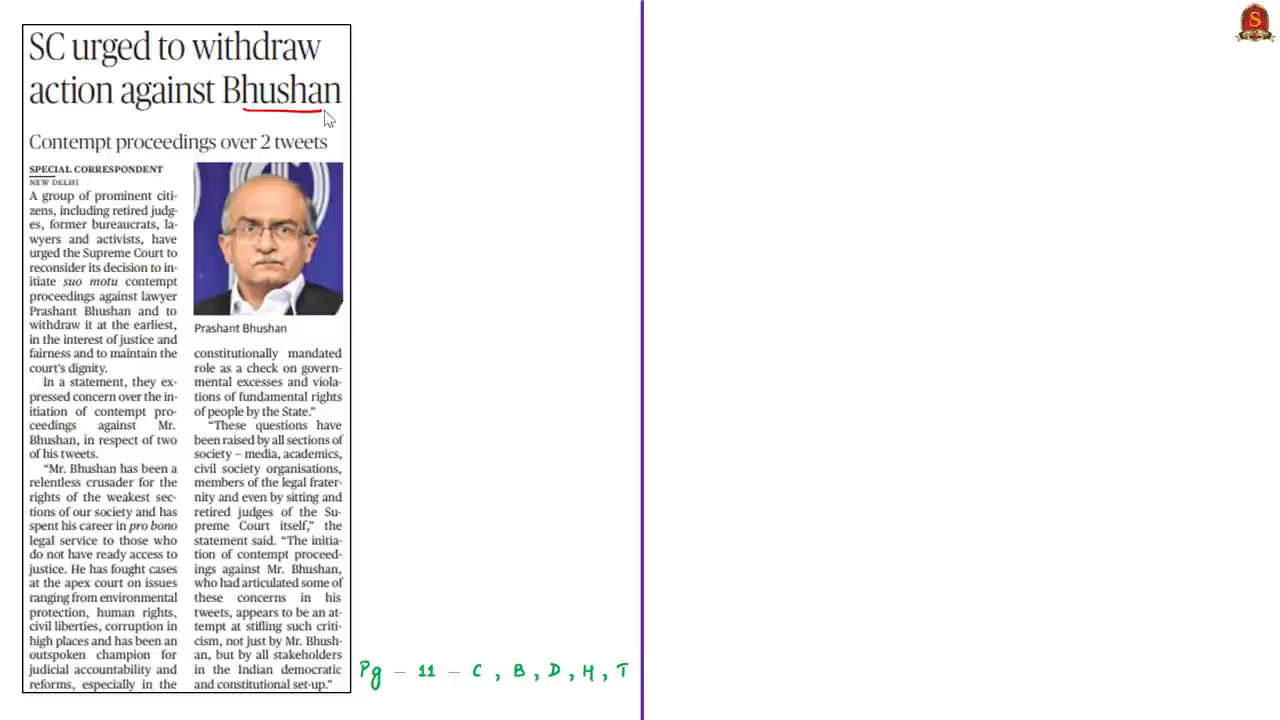 SC urged to withdraw
action against Bhushan
Contempt proceedings over 2 tweets
SPECIAL CORRESPONDENT
NEW DELHI
A group of prominent citi-
zens, including retired judg-
es, former bureaucrats, la-
wyers and activists, have
urged the Supreme Court to
reconsider its decision to in-
itiate suo motu contempt
proceedings against lawyer
Prashant Bhushan and to
withdraw it at the earliest,
in the interest of justice and
fairness and to maintain the
court's dignity.
In a statement, they ex-
pressed concern over the in-
itiation of contempt pro-
ceedings against Mr.
Bhushan, in respect of two
of his tweets.
“Mr. Bhushan has been a
relentless crusader for the
rights of the weakest sec-
tions of our society and has
spent his career in pro bono
legal service to those who
do not have ready access to
justice. He has fought cases
at the apex court on issues
ranging from environmental
protection, human rights,
civil liberties, corruption in
high places and has been an
outspoken champion for
judicial accountability and
reforms, especially in the
Prashant Bhushan
constitutionally mandated
role as a check on govern-
mental excesses and viola-
tions of fundamental rights
of people by the State.”
“These questions have
been raised by all sections of
society – media, academics,
civil society organisations,
members of the legal frater-
nity and even by sitting and
retired judges of the Su-
preme Court itself,” the
statement said. “The initia-
tion of contempt proceed-
ings against Mr. Bhushan,
who had articulated some of
these concerns in his
tweets, appears to be an at-
tempt at stifling such criti-
cism, not just by Mr. Bhush-
an, but by all stakeholders
in the Indian democratic
and constitutional set-up.”
Pg - 11 - C, B, D, H, T
S